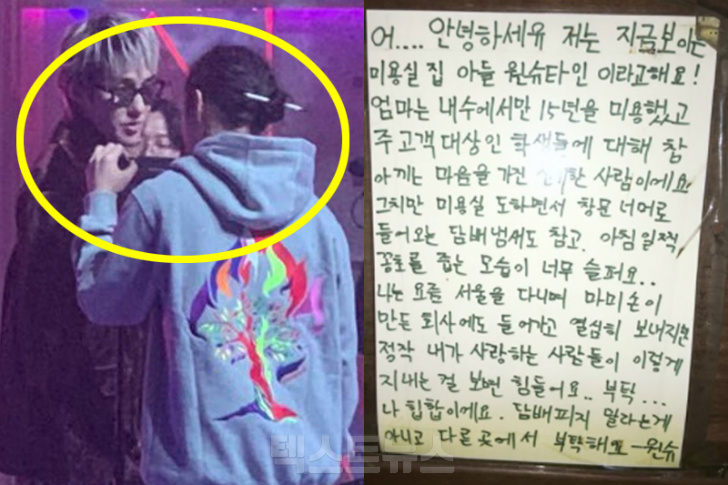 어.... 안녕하세유 저는 지금보이는
미용실 집 아들 원슈타인 이라고해요!
엄마는 내수에서만 15년을 미용했고
주고객대상인 학생들에 대해 참
아끼는 마음을 가진 사람이에요
그치만 미용실 도하면서 창문 너머로
들어오는 담배냄새도 참고. 아침일찍
꽁초를 줍는 모습이 너무 슬퍼요..
나는 요즘 서울을 다니며 마미손이
만든 회사에도 들어가고 열심히 보내지만
정작 내가 사랑하는 사람들이 이렇게
지내는 걸 보면 힘들어요.. 부탁...
나 힙합이에요. 담배피지 말라는게
아니고 다른곳에서 부탁해요 -원슈
텍스트뉴스